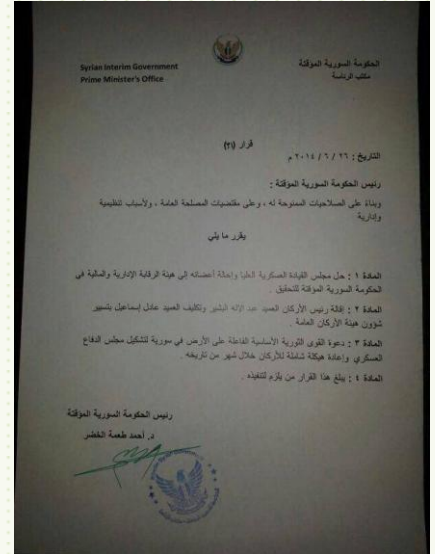 Syrian Interim Government
Prime Minister's Office
الحكومة السورية المؤقتة
مكتب الرئاسة
قرار (٢١)
التاريخ : ٢٦ / ٦ / ٢٠١٤ م
رئيس الحكومة السورية المؤقتة :
وبناءً على الصلاحيات الممنوحة له ، وعلى مقتضيات المصلحة العامة ، ولأسباب تنظيمية
وإدارية
يقرر ما يلي
المادة ١ : حل مجلس القيادة العسكرية العليا وإحالة أعضائه إلى هيئة الرقابة الإدارية والمالية في
الحكومة السورية المؤقتة للتحقيق .
المادة ٢ : إقالة رئيس الأركان العميد عبد الإله البشير وتكليف العميد عادل إسماعيل بتسيير
شؤون هيئة الأركان العامة .
المادة ٣ : دعوة القوى الثورية الأساسية الفاعلة على الأرض في سورية لتشكيل مجلس الدفاع
العسكري وإعادة هيكلة شاملة للأركان خلال شهر من تاريخه .
المادة ٤ : يبلغ هذا القرار من يلزم لتنفيذه .
رئيس الحكومة السورية المؤقتة
د. أحمد طعمة الخضر